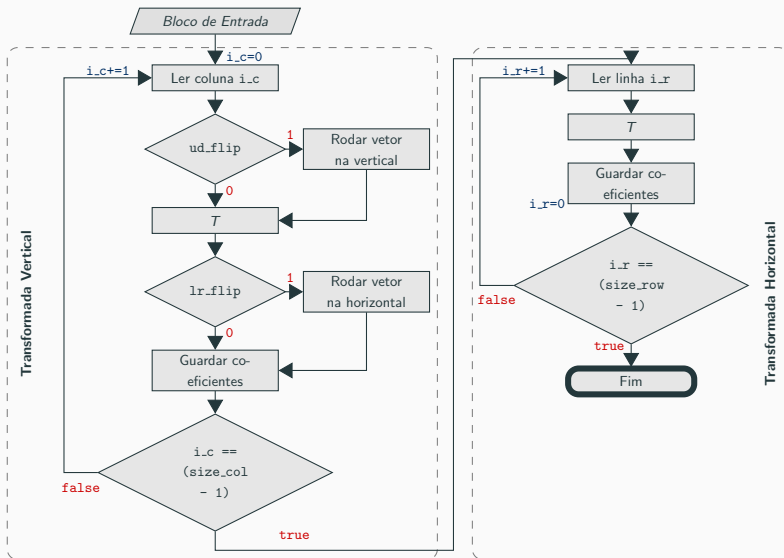 Bloco de Entrada
i_c=0
i_c+=1
Ler coluna i_c
ud_flip
1
Rodar vetor
na vertical
0
T
lr_flip
1
Rodar vetor
na horizontal
0
Guardar co-
eficientes
i_c ==
(size_col
- 1)
false
true
Transformada Vertical
i_r+=1
Ler linha i_r
T
Guardar co-
eficientes
i_r=0
i_r ==
(size_row
- 1)
false
true
Fim
Transformada Horizontal